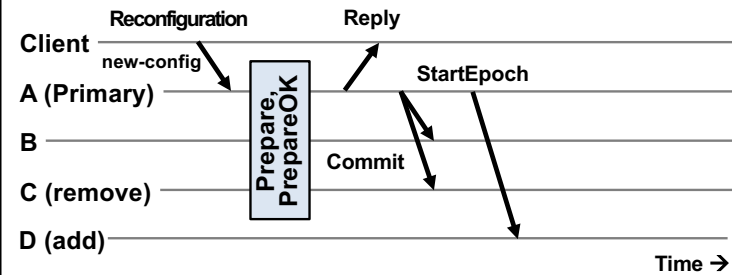 Reconfiguration
Reply
Client
new-config
StartEpoch
A (Primary)
Prepare,
PrepareOK
B
Commit
C (remove)
D (add)
Time →